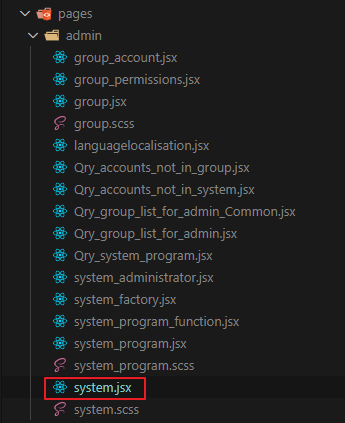 pages
admin
group_account.jsx
group_permissions.jsx
group.jsx
group.scss
languagelocalisation.jsx
Qry_accounts_not_in_group.jsx
Qry_accounts_not_in_system.jsx
Qry_group_list_for_admin_Common.jsx
Qry_group_list_for_admin.jsx
Qry_system_program.jsx
system_administrator.jsx
system_factory.jsx
system_program_function.jsx
system_program.jsx
system_program.scss
system.jsx
system.scss